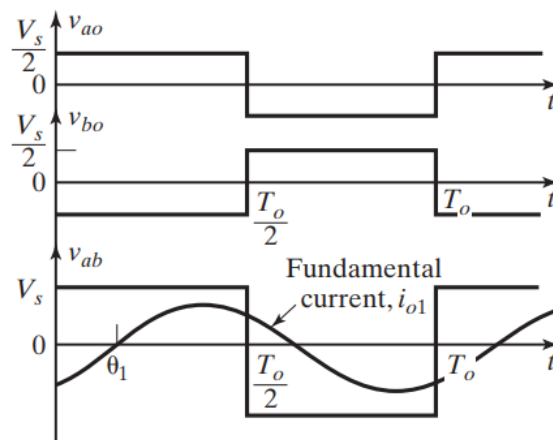 V_s/2 v_ao
0
t
V_s/2 v_bo
0
T_o/2 T_o t
v_ab
V_s
Fundamental
current, i_o1
0
θ_1 T_o/2 T_o t